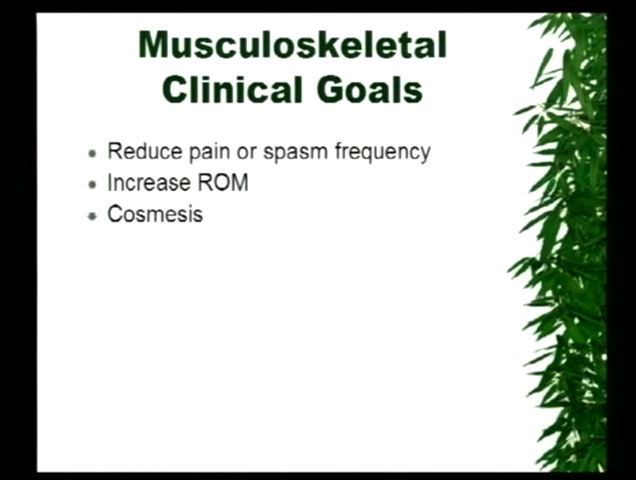 Musculoskeletal
Clinical Goals
Reduce pain or spasm frequency
Increase ROM
Cosmesis